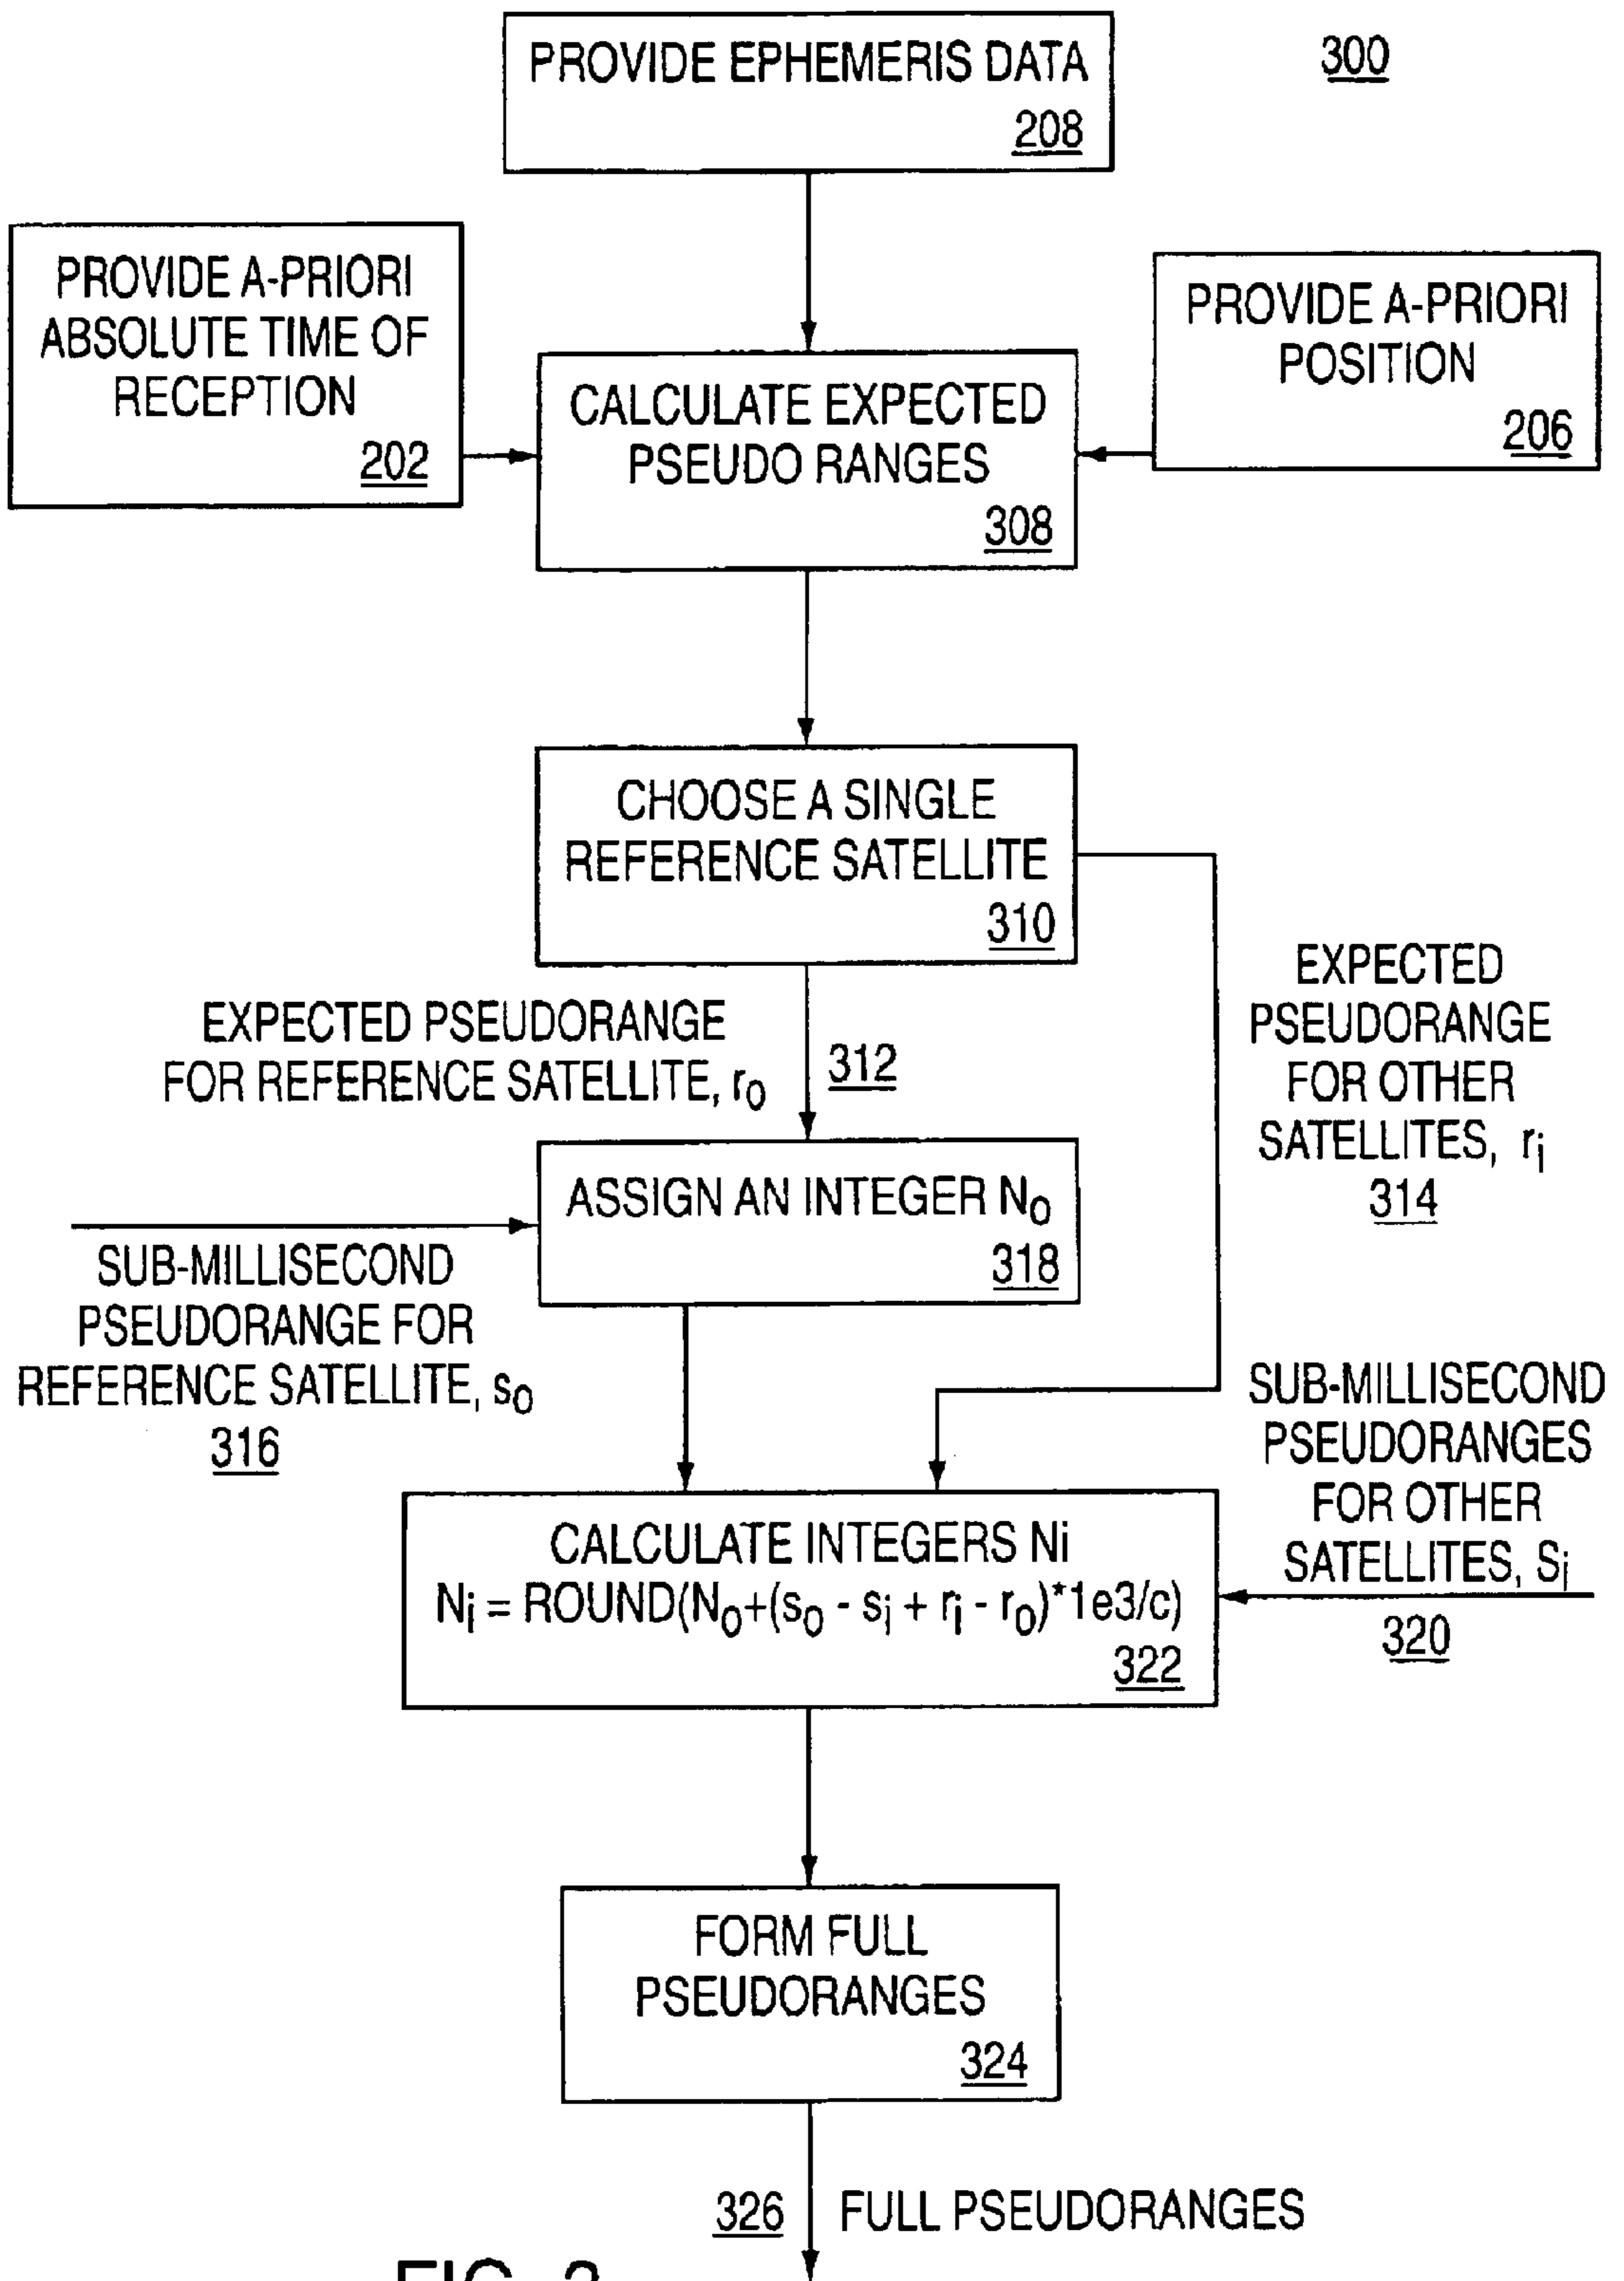 300
PROVIDE EPHEMERIS DATA
208
PROVIDE A-PRIORI
ABSOLUTE TIME OF
RECEPTION
202
PROVIDE A-PRIORI
POSITION
206
CALCULATE EXPECTED
PSEUDO RANGES
308
CHOOSE A SINGLE
REFERENCE SATELLITE
310
EXPECTED PSEUDORANGE
FOR REFERENCE SATELLITE, r₀
312
EXPECTED
PSEUDORANGE
FOR OTHER
SATELLITES, rᵢ
314
ASSIGN AN INTEGER N₀
318
SUB-MILLISECOND
PSEUDORANGE FOR
REFERENCE SATELLITE, s₀
316
SUB-MILLISECOND
PSEUDORANGES
FOR OTHER
SATELLITES, Sᵢ
320
CALCULATE INTEGERS Ni
Nᵢ = ROUND(N₀+(s₀ - sᵢ + rᵢ - r₀)*1e3/c)
322
FORM FULL
PSEUDORANGES
324
326
FULL PSEUDORANGES